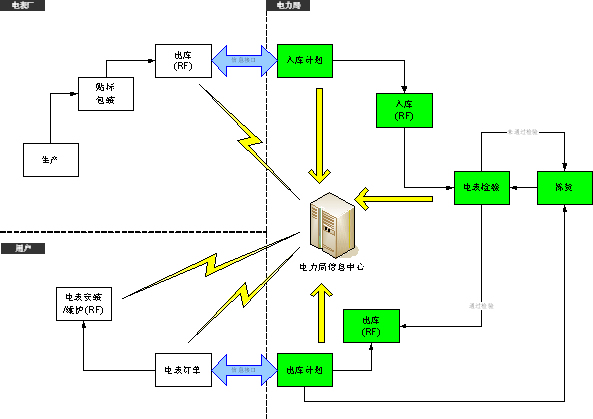 电表厂
电力局
出库
(RF)
信息接口
入库计划
贴标
包装
入库
(RF)
未通过检验
生产
电表检验
陈货
电力局信息中心
用户
电表安装
/维护(RF)
通过检验
出库
(RF)
电表订单
信息接口
出库计划